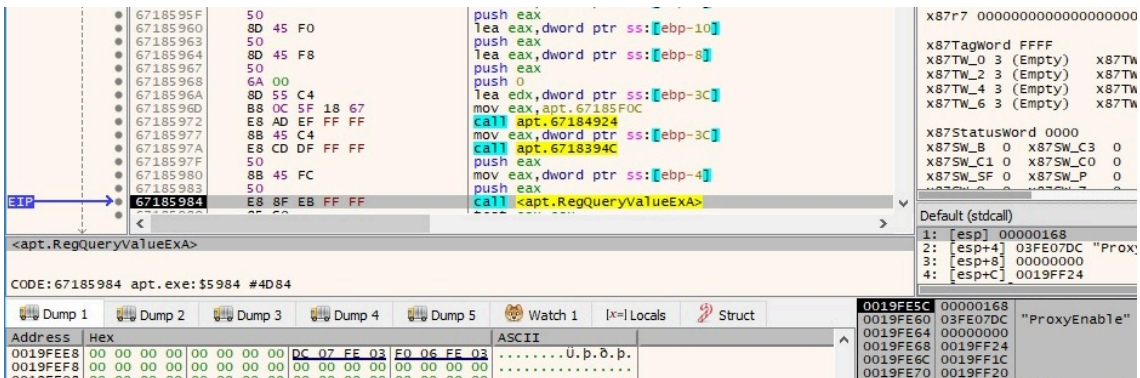 6718595F 50 push eax
67185960 8D 45 F0 lea eax,dword ptr ss:[ebp-10]
67185963 50 push eax
67185964 8D 45 F8 lea eax,dword ptr ss:[ebp-8]
67185967 50 push eax
67185968 6A 00 push 0
6718596A 8D 55 C4 lea edx,dword ptr ss:[ebp-3C]
6718596D B8 0C 5F 18 67 mov eax,apt.67185F0C
67185972 E8 AD EF FF FF call apt.67184924
67185977 8B 45 C4 mov eax,dword ptr ss:[ebp-3C]
6718597A E8 CD DF FF FF call apt.6718394C
6718597F 50 push eax
67185980 8B 45 FC mov eax,dword ptr ss:[ebp-4]
67185983 50 push eax
EIP 67185984 E8 8F EB FF FF call <apt.RegQueryValueExA>
x87r7 0000000000000000000
x87TagWord FFFF
x87TW_0 3 (Empty) x87TW
x87TW_2 3 (Empty) x87TW
x87TW_4 3 (Empty) x87TW
x87TW_6 3 (Empty) x87TW
x87StatusWord 0000
x87SW_B 0 x87SW_C3 0
x87SW_C1 0 x87SW_C0 0
x87SW_SF 0 x87SW_P 0
Default (stdcall)
1: [esp] 00000168
2: [esp+4] 03FE07DC "Proxy
3: [esp+8] 00000000
4: [esp+C] 0019FF24
<apt.RegQueryValueExA>
CODE:67185984 apt.exe:$5984 #4D84
Dump 1 Dump 2 Dump 3 Dump 4 Dump 5 Watch 1 [x=] Locals Struct
Address Hex ASCII
0019FEE8 00 00 00 00 00 00 00 00 DC 07 FE 03 F0 06 FE 03 ........Ü.þ.ð.þ.
0019FEF8 00 00 00 00 00 00 00 00 00 00 00 00 00 00 00 00 ................
0019FE5C 00000168
0019FE60 03FE07DC "ProxyEnable"
0019FE64 00000000
0019FE68 0019FF24
0019FE6C 0019FF1C
0019FE70 0019FF20